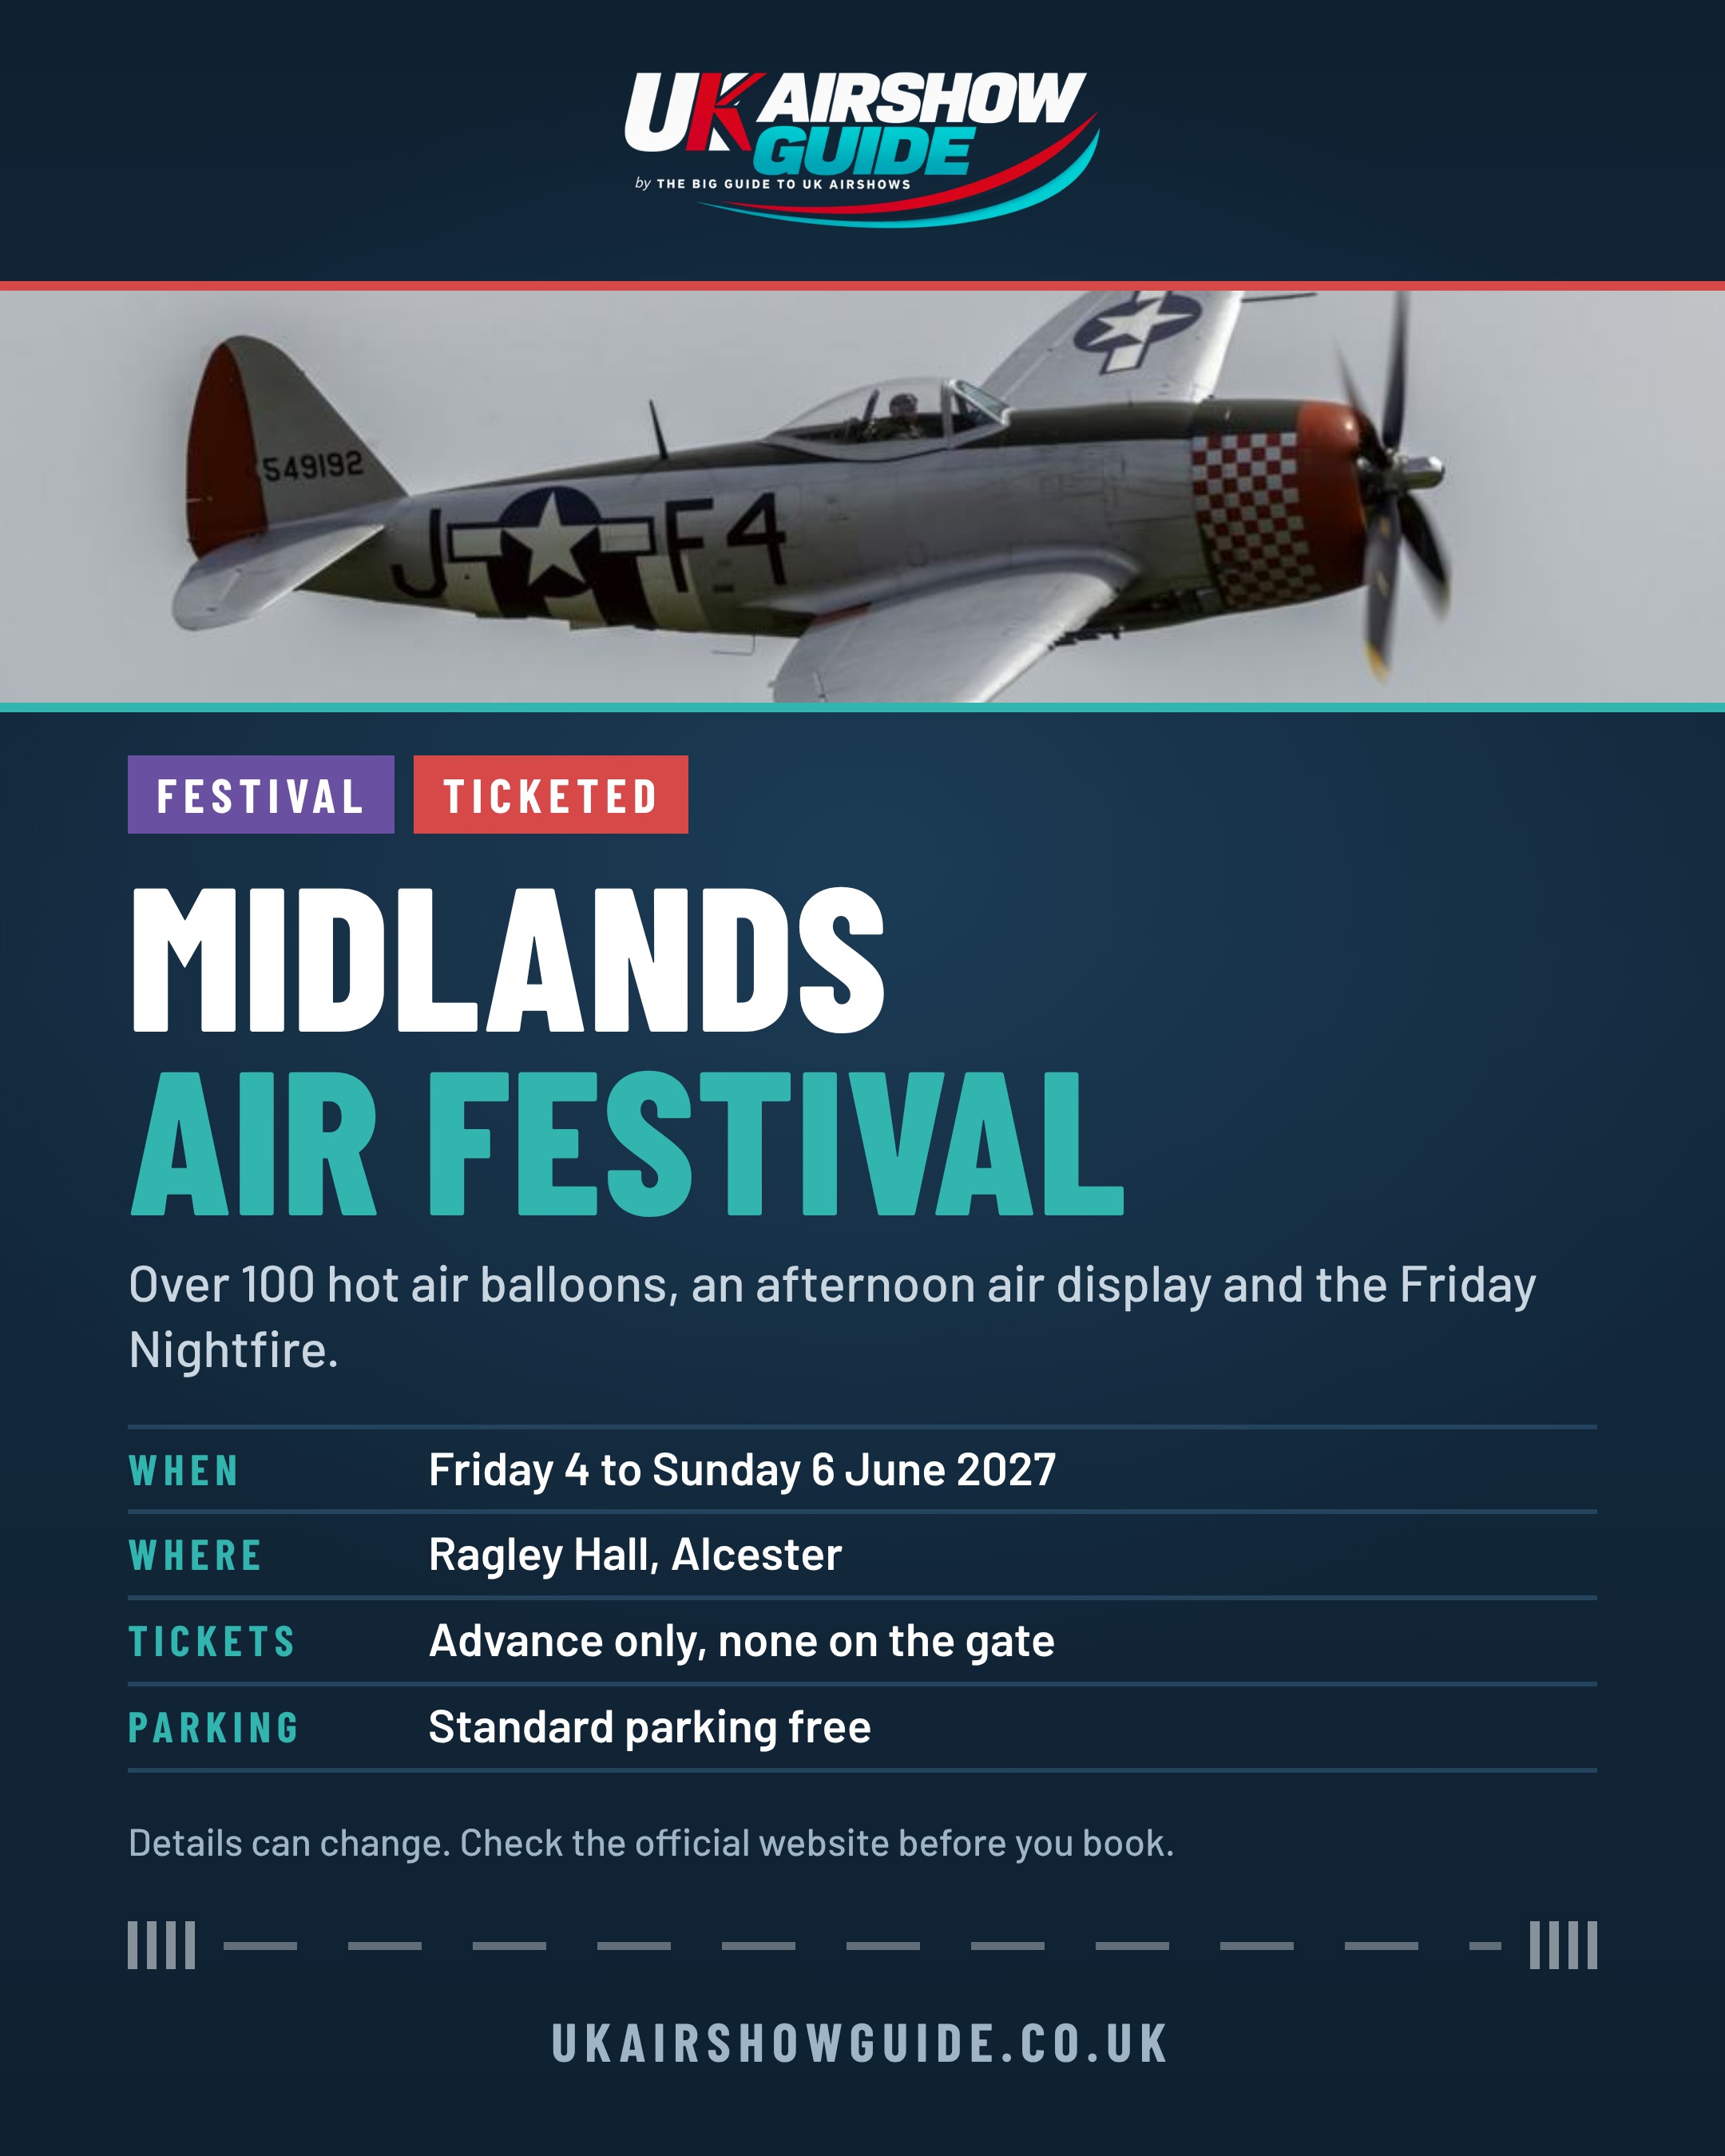 UK AIRSHOW
GUIDE
by THE BIG GUIDE TO UK AIRSHOWS
549192
J F4
FESTIVAL TICKETED
MIDLANDS
AIR FESTIVAL
Over 100 hot air balloons, an afternoon air display and the Friday
Nightfire.
WHEN Friday 4 to Sunday 6 June 2027
WHERE Ragley Hall, Alcester
TICKETS Advance only, none on the gate
PARKING Standard parking free
Details can change. Check the official website before you book.
UKAIRSHOWGUIDE.CO.UK